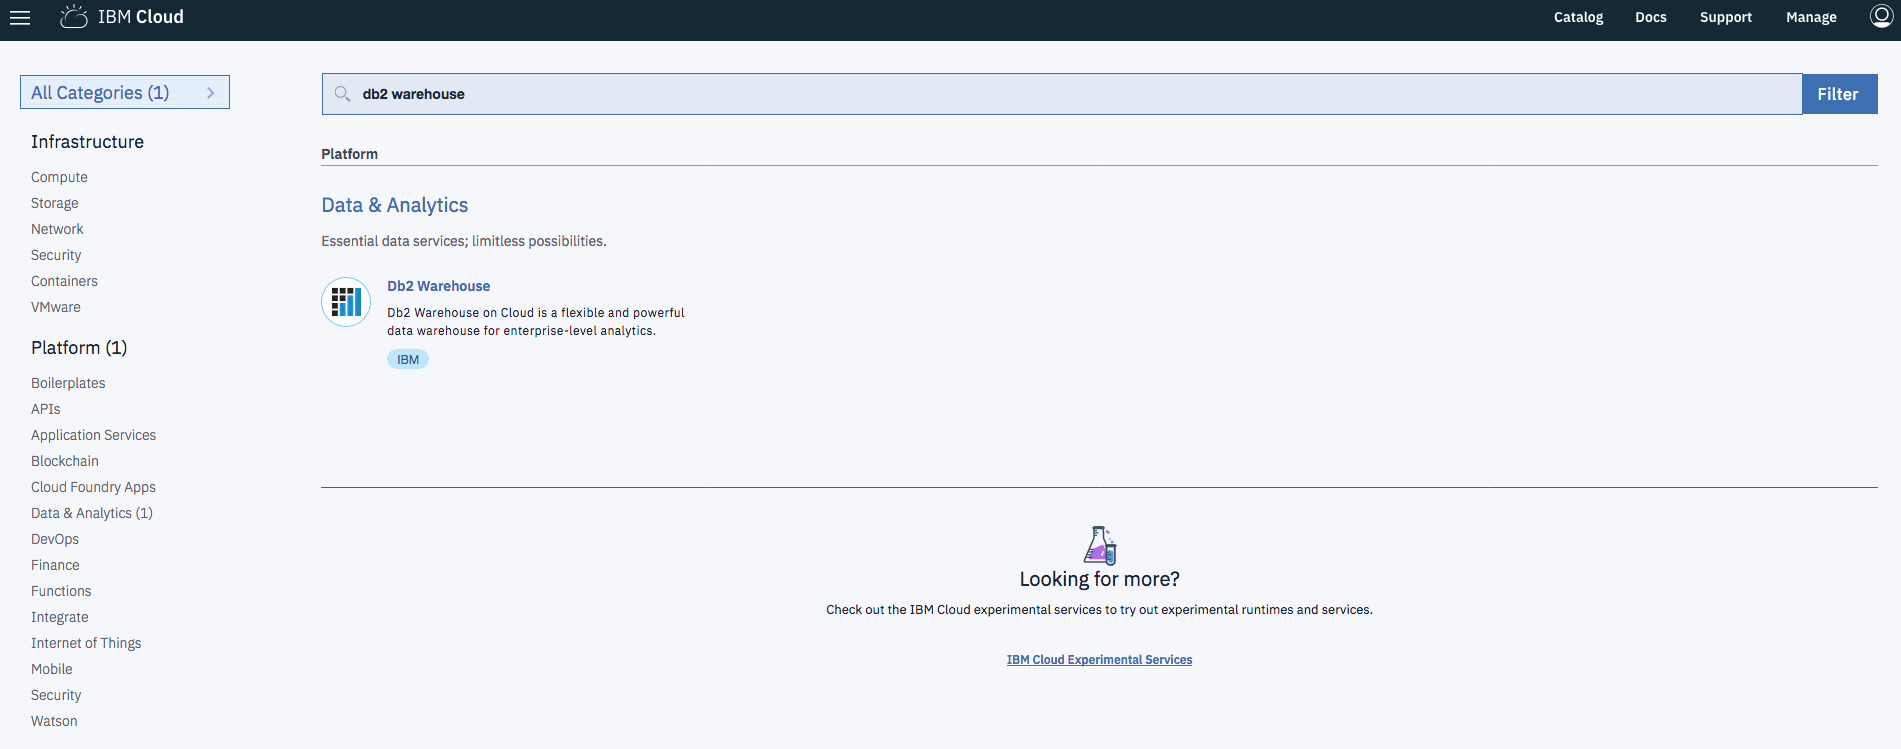 IBM Cloud
Catalog Docs Support Manage
All Categories (1)
Infrastructure
Compute
Storage
Network
Security
Containers
VMware
Platform (1)
Boilerplates
APIs
Application Services
Blockchain
Cloud Foundry Apps
Data & Analytics (1)
DevOps
Finance
Functions
Integrate
Internet of Things
Mobile
Security
Watson
db2 warehouse
Filter
Platform
Data & Analytics
Essential data services; limitless possibilities.
Db2 Warehouse
Db2 Warehouse on Cloud is a flexible and powerful
data warehouse for enterprise-level analytics.
IBM
Looking for more?
Check out the IBM Cloud experimental services to try out experimental runtimes and services.
IBM Cloud Experimental Services